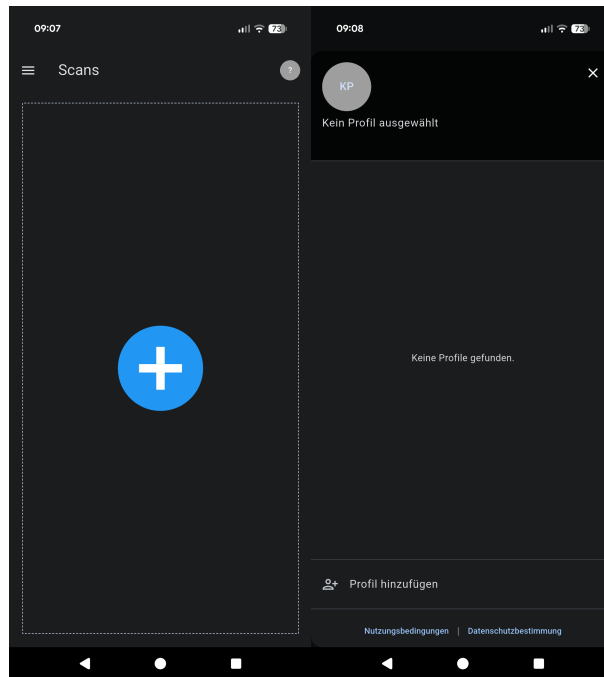 09:07
73
Scans
?
09:08
73
KP
Kein Profil ausgewählt
Keine Profile gefunden.
Profil hinzufügen
Nutzungsbedingungen | Datenschutzbestimmung